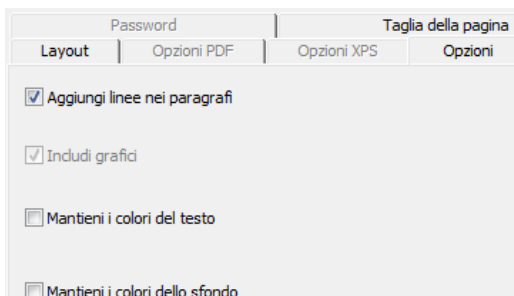 Password Taglia della pagina
Layout Opzioni PDF Opzioni XPS Opzioni
Aggiungi linee nei paragrafi
Includi grafici
Mantieni i colori del testo
Mantieni i colori dello sfondo